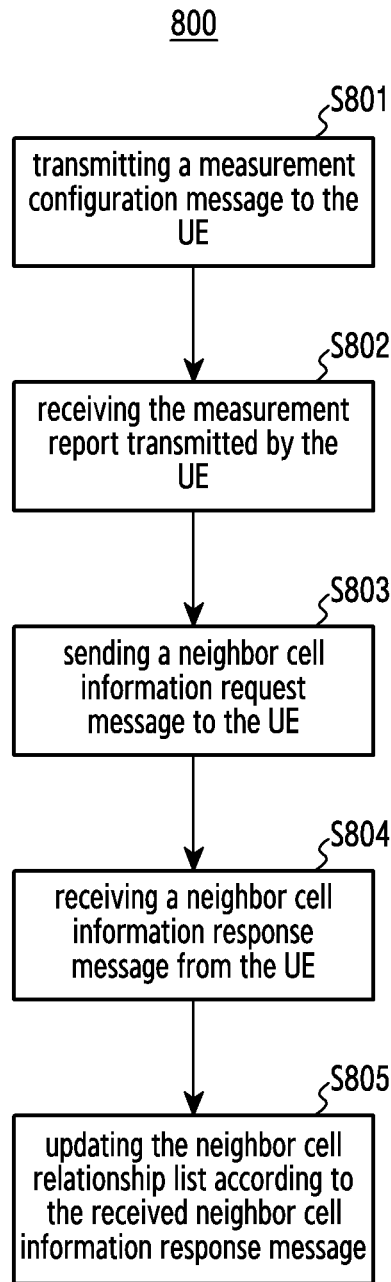 800
S801
transmitting a measurement
configuration message to the
UE
S802
receiving the measurement
report transmitted by the
UE
S803
sending a neighbor cell
information request
message to the UE
S804
receiving a neighbor cell
information response
message from the UE
S805
updating the neighbor cell
relationship list according to
the received neighbor cell
information response message